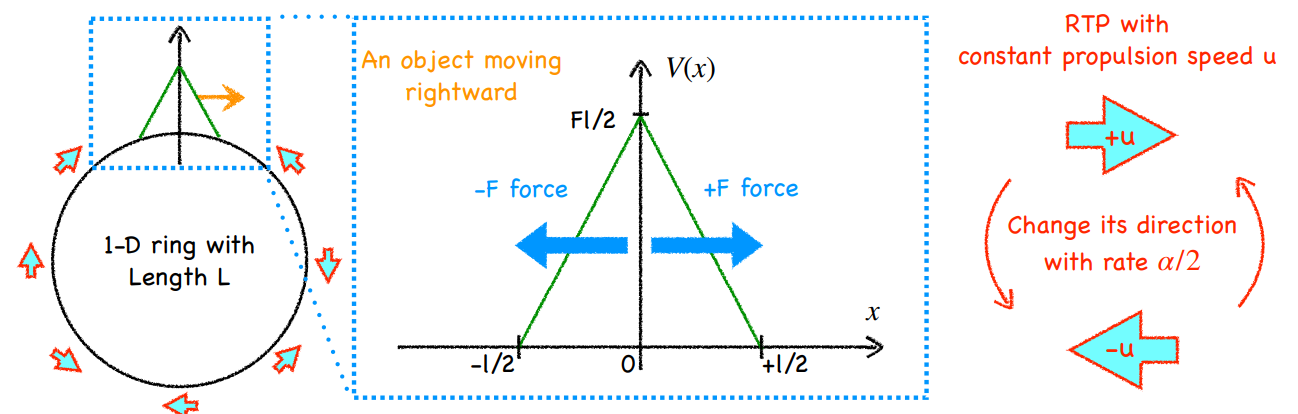 1-D ring with
Length L
An object moving
rightward
V(x)
Fl/2
-F force
+F force
x
-l/2
0
+l/2
RTP with
constant propulsion speed u
+u
Change its direction
with rate α/2
-u